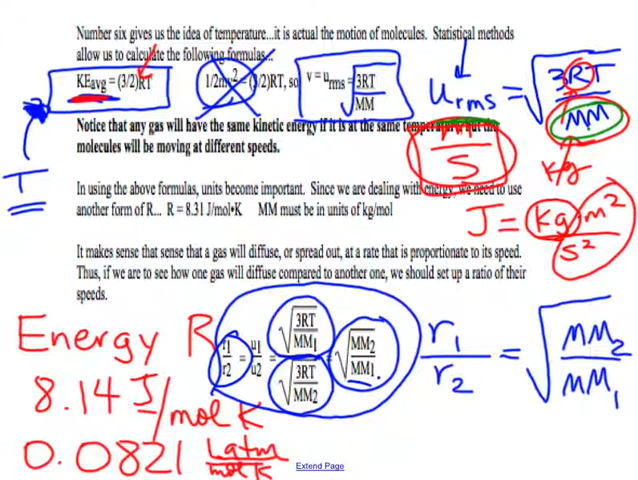 Number six gives us the idea of temperature...it is actual the motion of molecules. Statistical methods
allow us to calculate the following formulas...
KEavg = (3/2)RT 1/2mv² = (3/2)RT, so v = urms = √3RT/MM
urms = √3RT/MM
Notice that any gas will have the same kinetic energy if it is at the same temperature, but the
molecules will be moving at different speeds.
T
m
S
kg
In using the above formulas, units become important. Since we are dealing with energy, we need to use
another form of R... R = 8.31 J/mol•K MM must be in units of kg/mol
J = kg m²/s²
It makes sense that sense that a gas will diffuse, or spread out, at a rate that is proportionate to its speed.
Thus, if we are to see how one gas will diffuse compared to another one, we should set up a ratio of their
speeds.
r1/r2 = u1/u2 = √3RT/MM1 / √3RT/MM2 = √MM2/MM1
r1/r2 = √MM2/MM1
Energy R
8.14 J/mol K
0.0821 L atm/mol K
Extend Page